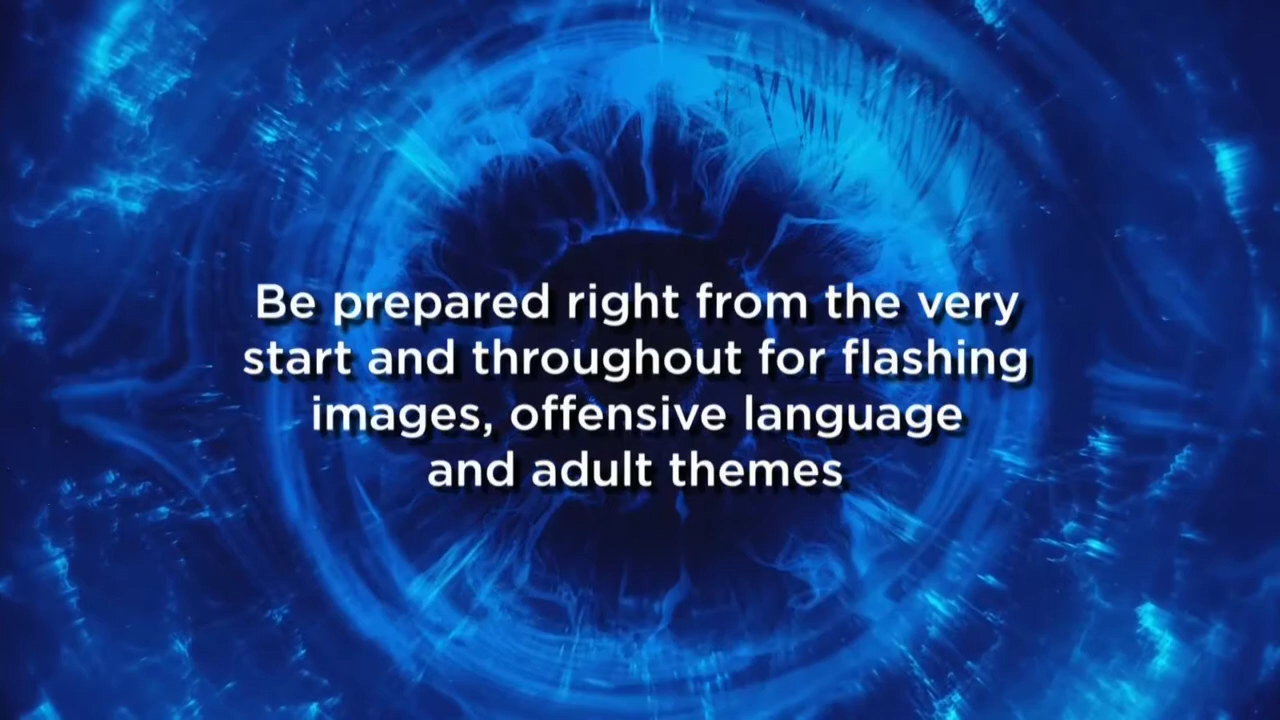 Be prepared right from the very
start and throughout for flashing
images, offensive language
and adult themes